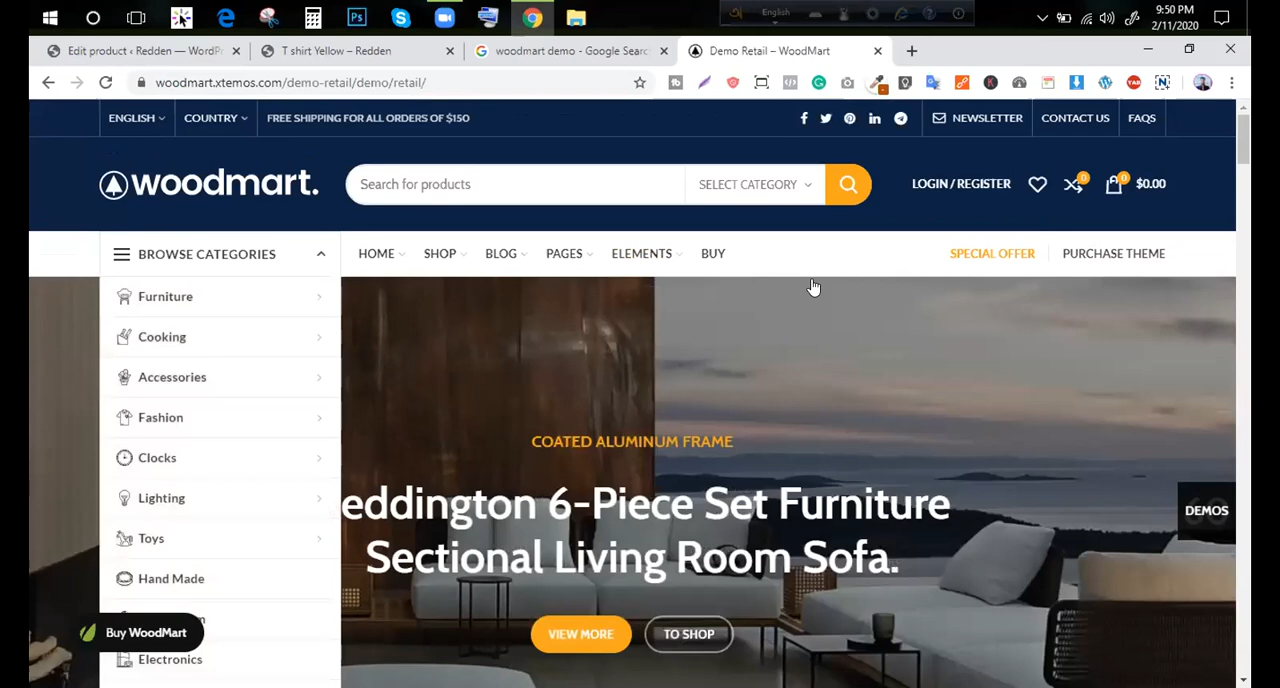 English
9:50 PM
2/11/2020
Edit product ‹ Redden — WordPr
T shirt Yellow – Redden
woodmart demo - Google Searc
Demo Retail – WoodMart
woodmart.xtemos.com/demo-retail/demo/retail/
ENGLISH
COUNTRY
FREE SHIPPING FOR ALL ORDERS OF $150
NEWSLETTER
CONTACT US
FAQS
woodmart.
Search for products
SELECT CATEGORY
LOGIN / REGISTER
0
0
$0.00
BROWSE CATEGORIES
HOME
SHOP
BLOG
PAGES
ELEMENTS
BUY
SPECIAL OFFER
PURCHASE THEME
Furniture
Cooking
Accessories
Fashion
Clocks
Lighting
Toys
Hand Made
Electronics
COATED ALUMINUM FRAME
eddington 6-Piece Set Furniture
Sectional Living Room Sofa.
VIEW MORE
TO SHOP
60
DEMOS
Buy WoodMart